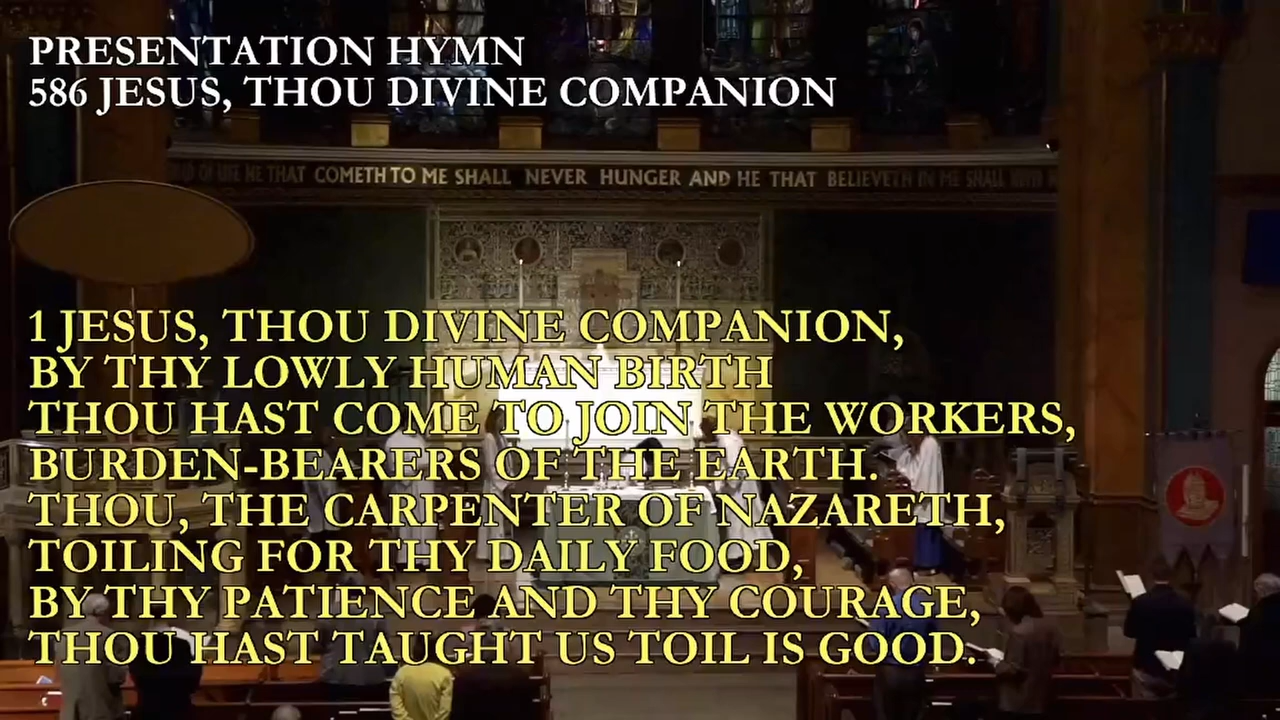 PRESENTATION HYMN
586 JESUS, THOU DIVINE COMPANION
HE THAT COMETH TO ME SHALL NEVER HUNGER AND HE THAT BELIEVETH IN ME SHALL NEVER
1 JESUS, THOU DIVINE COMPANION,
BY THY LOWLY HUMAN BIRTH
THOU HAST COME TO JOIN THE WORKERS,
BURDEN-BEARERS OF THE EARTH.
THOU, THE CARPENTER OF NAZARETH,
TOILING FOR THY DAILY FOOD,
BY THY PATIENCE AND THY COURAGE,
THOU HAST TAUGHT US TOIL IS GOOD.